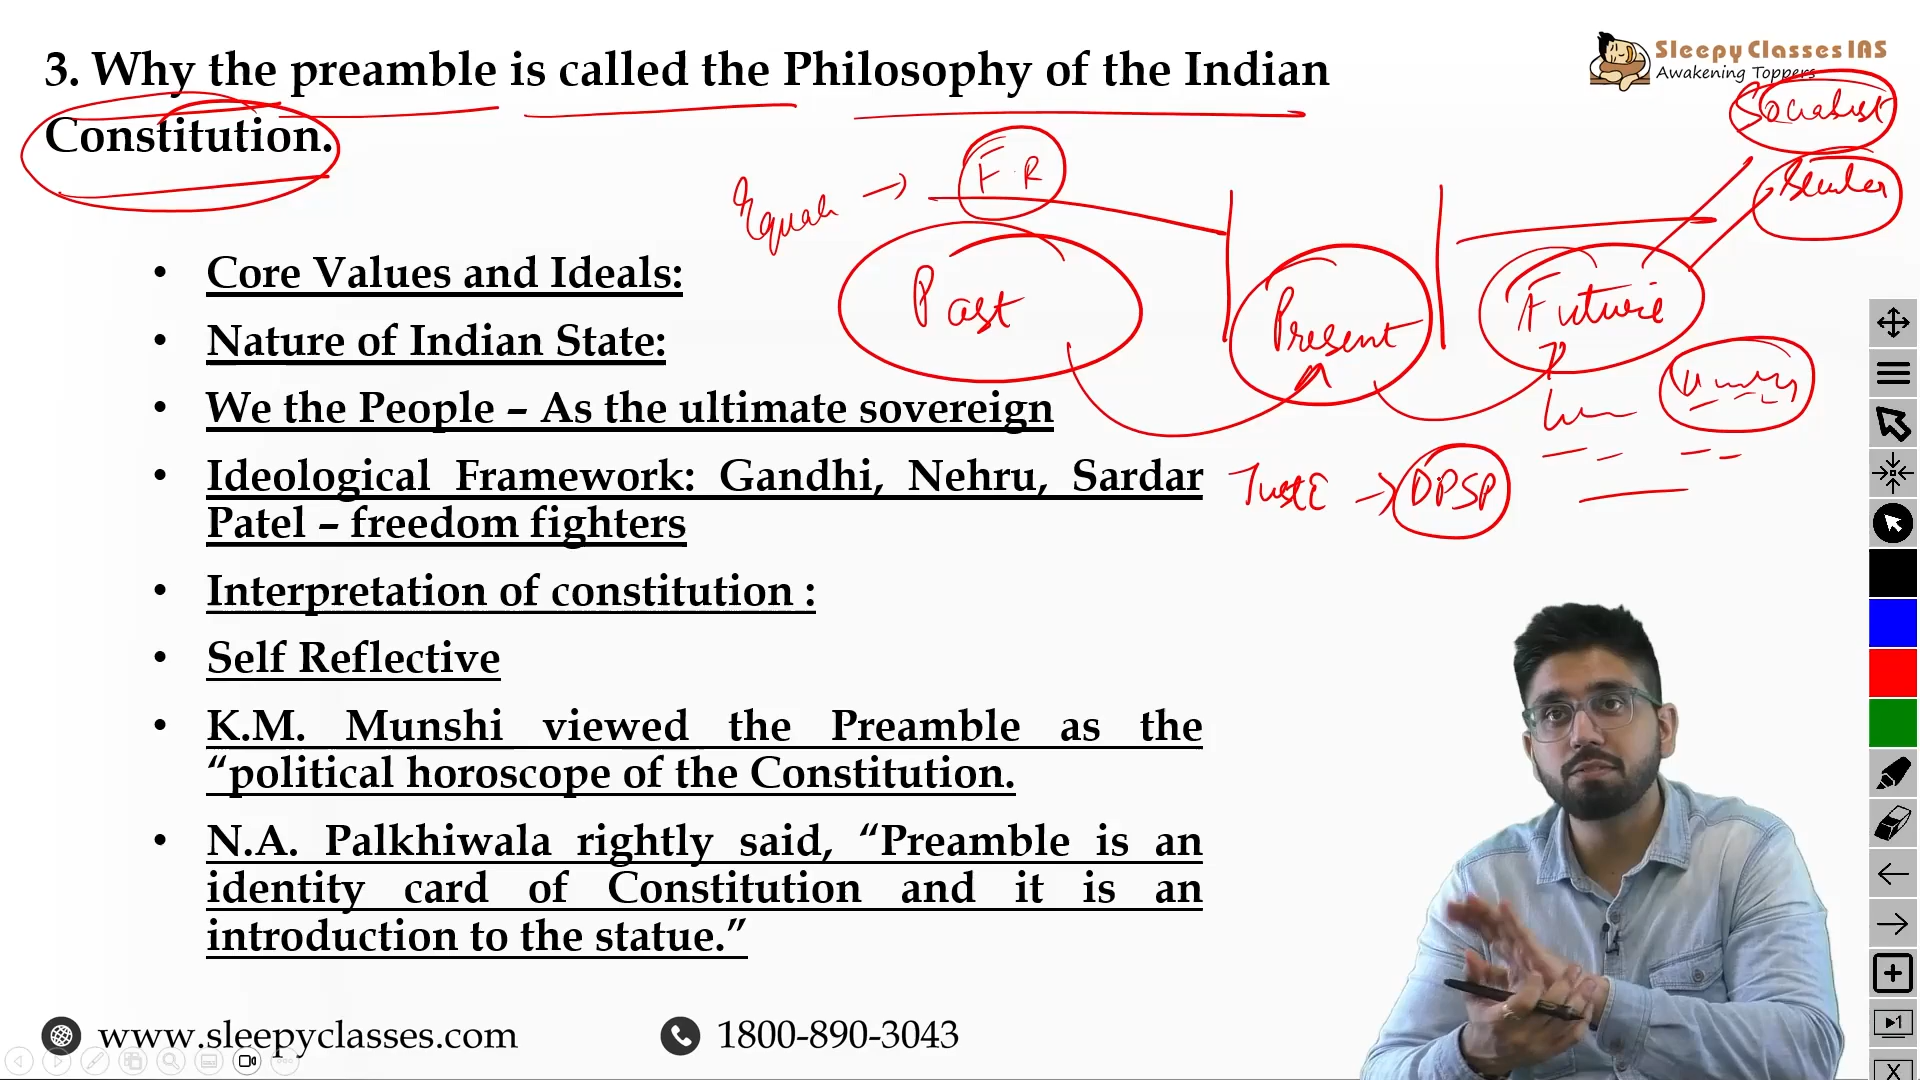 3. Why the preamble is called the Philosophy of the Indian
Constitution.
Sleepy Classes IAS
Awakening Toppers
Socialist
F.R
Equali →
Past
Present
Future
• Core Values and Ideals:
• Nature of Indian State:
• We the People – As the ultimate sovereign
• Ideological Framework: Gandhi, Nehru, Sardar
Patel – freedom fighters
→ DPSP
• Interpretation of constitution :
• Self Reflective
• K.M. Munshi viewed the Preamble as the
“political horoscope of the Constitution.
• N.A. Palkhiwala rightly said, “Preamble is an
identity card of Constitution and it is an
introduction to the statue.”
www.sleepyclasses.com
1800-890-3043